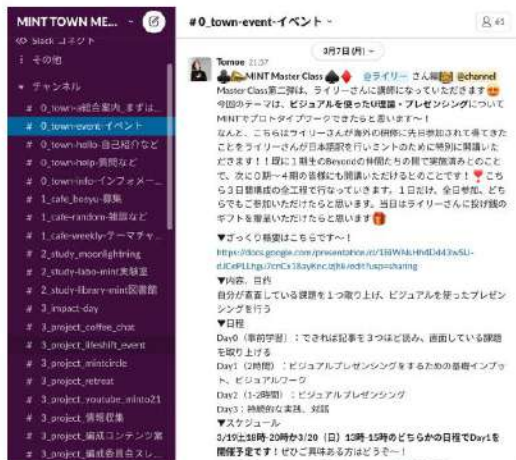 MINT TOWN ME...
Slack コネクト
その他
チャンネル
# 0_town-a総合案内_まずは...
# 0_town-event-イベント
# 0_town-hello-自己紹介など
# 0_town-help-質問など
# 0_town-info-インフォメー...
# 1_cafe_bosyu-募集
# 1_cafe-random-雑談など
# 1_cafe-weekly-テーマチャ...
# 2_study_moonlightning
# 2_study-labo-mint実験室
# 2_study-library-mint図書館
# 3_impact-day
# 3_project_coffee_chat
# 3_project_lifeshift_event
# 3_project_mintcircle
# 3_project_retreat
# 3_project_youtube_minto21
# 3_project_情報収集
# 3_project_編成コンテンツ案
# 3_project_編成委員会スレ...
# 0_town-event-イベント
61
3月7日(月)
Tomoe 21:37
MINT Master Class @ライリー さん編 @channel
Master Class第二弾は、ライリーさんに講師になっていただきます
今回のテーマは、ビジュアルを使ったU理論・プレゼンシングについて
MINTでプロトタイプワークできたらと思います〜！
なんと、こちらはライリーさんが海外の研修に先日参加されて得てきた
ことをライリーさんが日本語訳を行いミントのために特別に開講いた
だきます！！既に1期生のBeyondの仲間たちの間で実施済みとのこと
で、次に0期〜4期の皆様にも開講いただけるとのことです！こち
ら3日間構成の全工程で行なっていきます。1日だけ、全日参加、どち
らでもご参加いただけたらと思います。当日はライリーさんに投げ銭の
ギフトを贈呈いただけたらと思います
▼ざっくり概要はこちらです〜！
▼内容、目的
自分が直面している課題を1つ取り上げ、ビジュアルを使ったプレゼン
シングを行う
▼日程
Day0（事前学習）：できれば記事を3つほど読み、直面している課題
を取り上げる
Day1（2時間）：ビジュアルプレゼンシングをするための基礎インプッ
ト、ビジュアルワーク
Day2（1-2時間）：ビジュアルプレゼンシング
Day3：持続的な実践、対話
▼スケジュール
3/19土18時-20時か3/20（日）13時-15時のどちらかの日程でDay1を
開催予定です！ぜひご興味ある方はどうぞ〜！